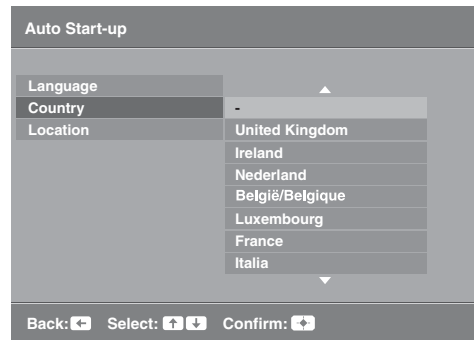 Auto Start-up
Language
Country
Location
-
United Kingdom
Ireland
Nederland
België/Belgique
Luxembourg
France
Italia
Back: Select: Confirm: